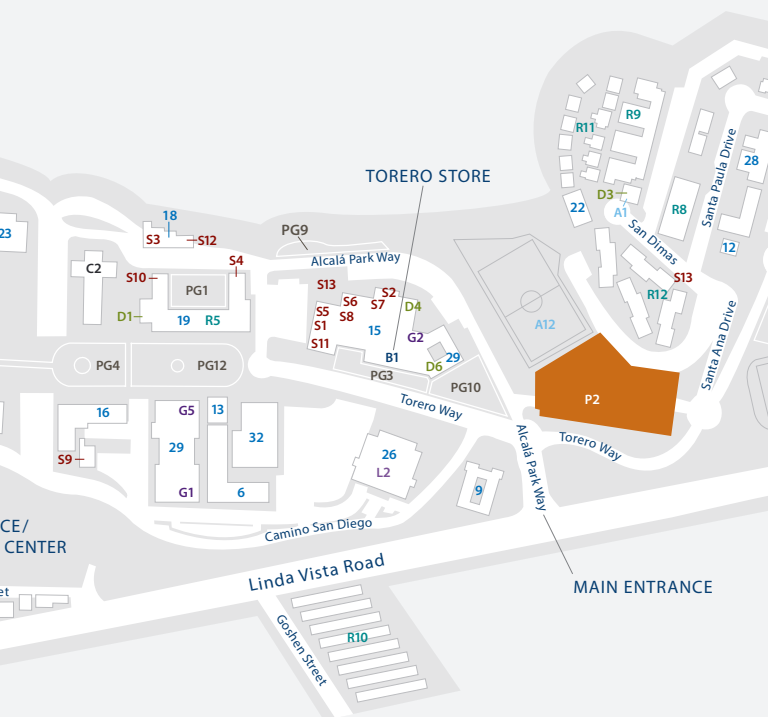 R9
R11
Santa Paula Drive
28
TORERO STORE
D3
22
A1
R8
18
S3
S12
PG9
San Dimas
12
23
C2
S4
Alcalá Park Way
S10
PG1
S13
S13
S2
S6
S7
D4
R12
D1
19
R5
S5
S8
S1
15
G2
A12
S11
B1
29
Santa Ana Drive
PG4
PG12
D6
PG3
PG10
P2
16
G5
13
Torero Way
29
32
Alcalá Park Way
Torero Way
S9
26
L2
G1
6
9
CE/
CENTER
Camino San Diego
Linda Vista Road
MAIN ENTRANCE
et
Goshen Street
R10